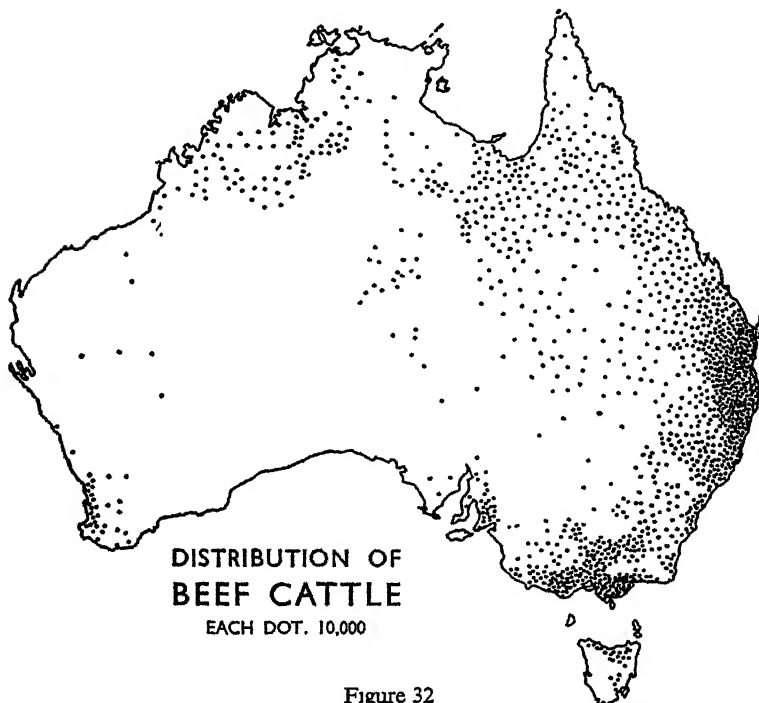 DISTRIBUTION OF
BEEF CATTLE
EACH DOT. 10,000
Figure 32